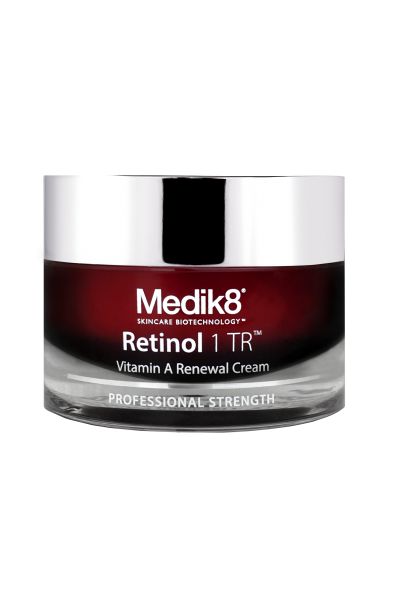 Medik8®
SKINCARE BIOTECHNOLOGY™
Retinol 1 TR™
Vitamin A Renewal Cream
PROFESSIONAL STRENGTH